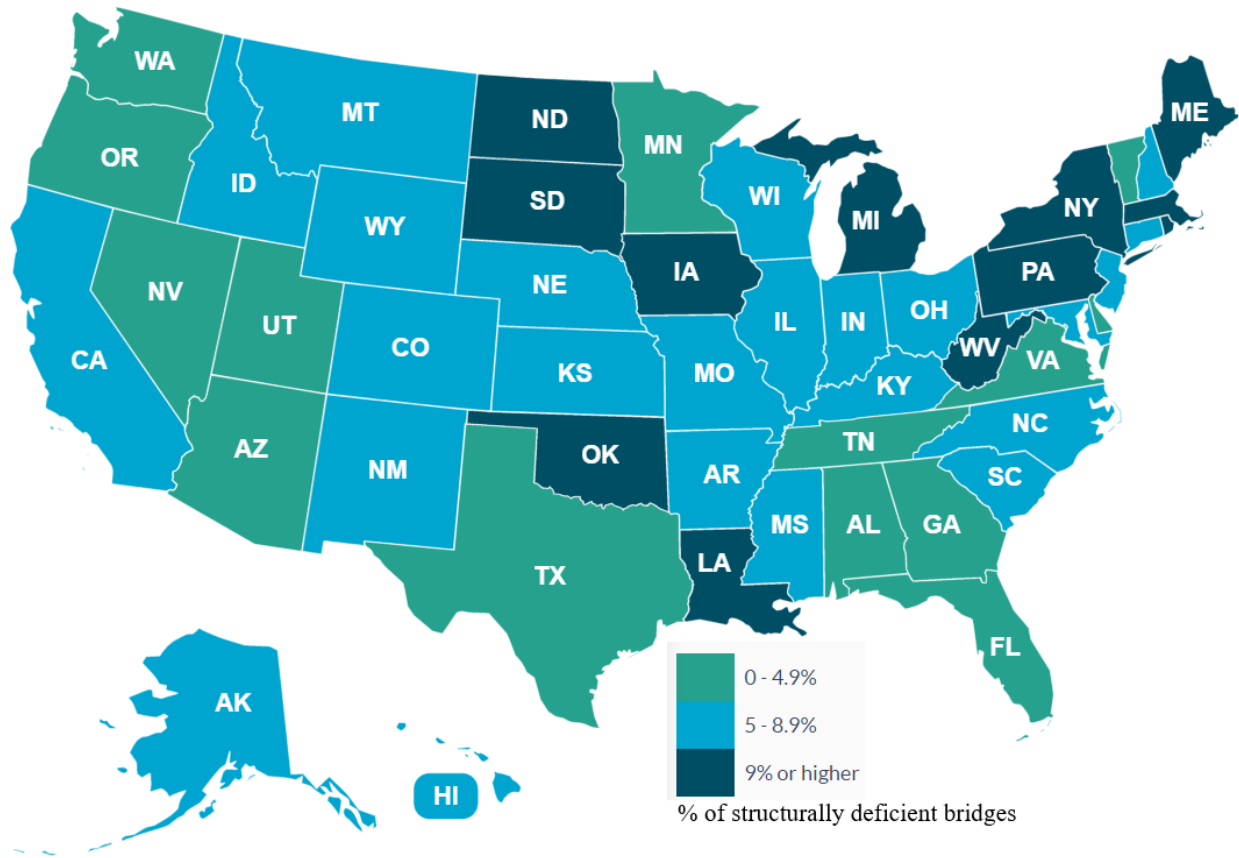 WA
ME
MT
ND
MN
OR
ID
SD
WI
MI
NY
WY
IA
PA
NE
NV
IL
IN
OH
UT
CO
WV
VA
CA
KS
MO
KY
NC
TN
AZ
OK
NM
AR
SC
MS
AL
GA
LA
TX
FL
AK
HI
0 - 4.9%
5 - 8.9%
9% or higher
% of structurally deficient bridges